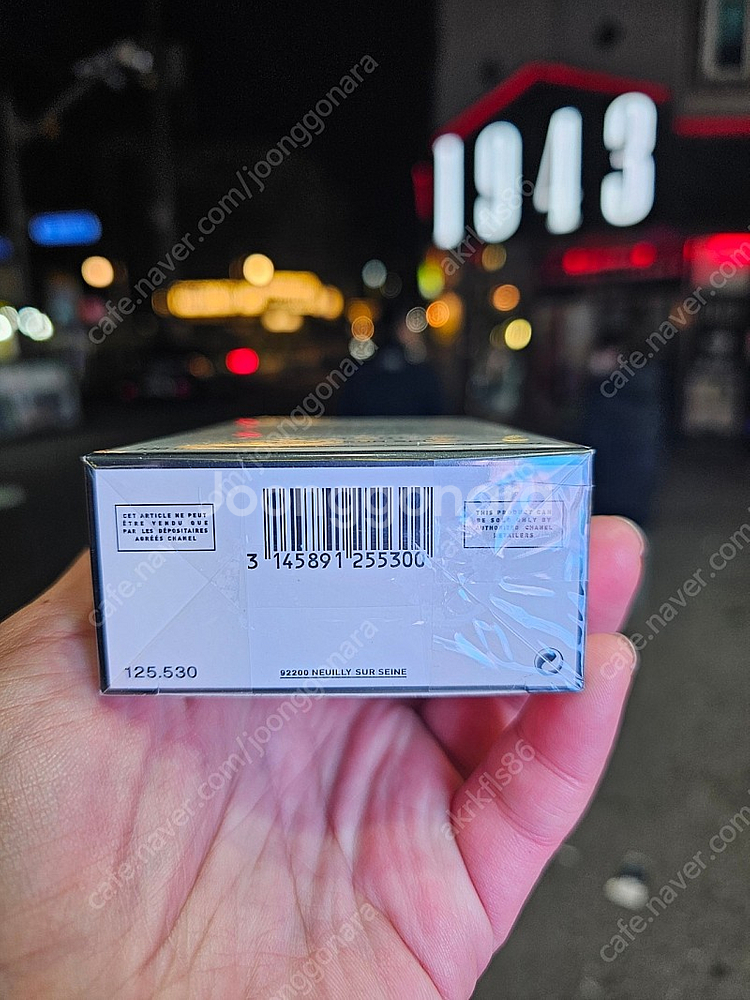 1943
CET ARTICLE NE PEUT
ÊTRE VENDU QUE
PAR LES DÉPOSITAIRES
AGRÉÉS CHANEL
THIS PRODUCT CAN
BE SOLD ONLY BY
AUTHORIZED CHANEL
RETAILERS
3 145891 255300
125.530
92200 NEUILLY SUR SEINE
joonggonara
cafe.naver.com/joonggonara
akrkfls86